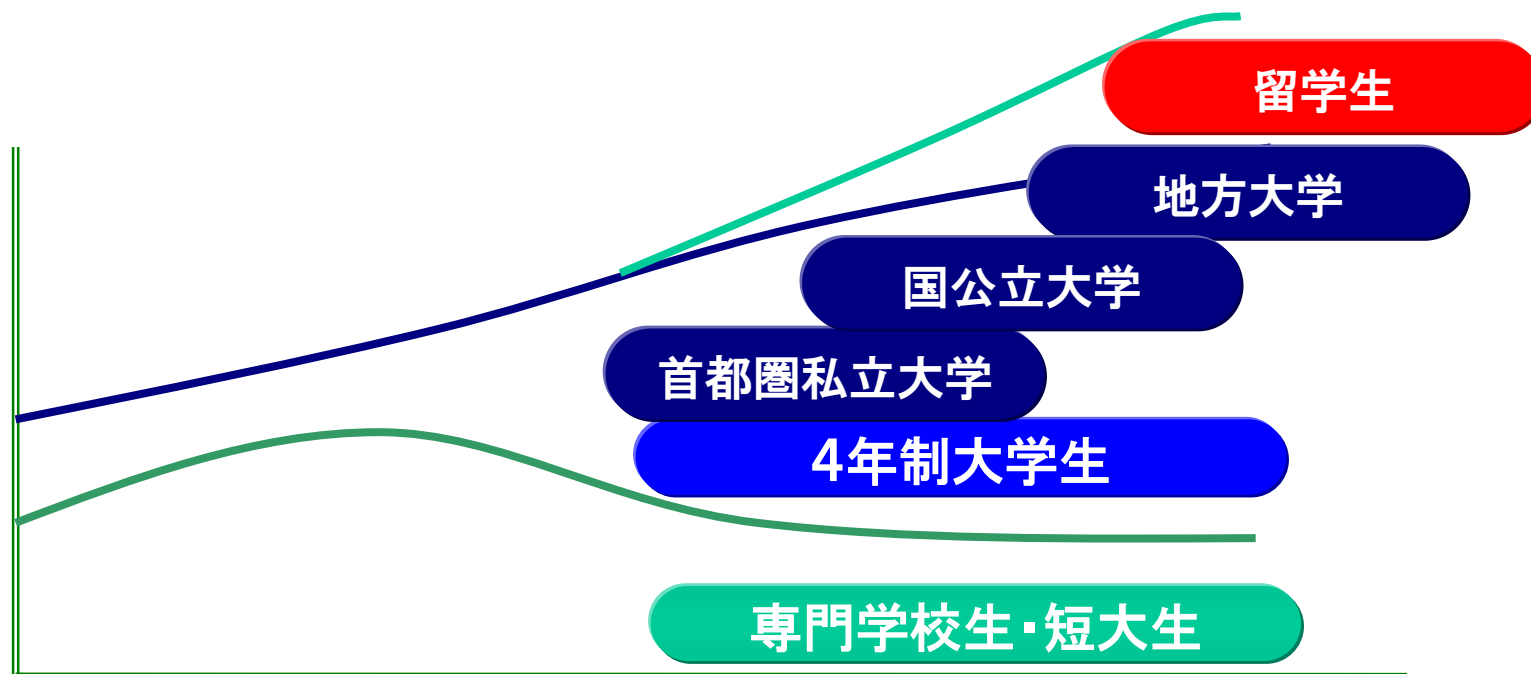 留学生
地方大学
国公立大学
首都圏私立大学
4年制大学生
専門学校生・短大生